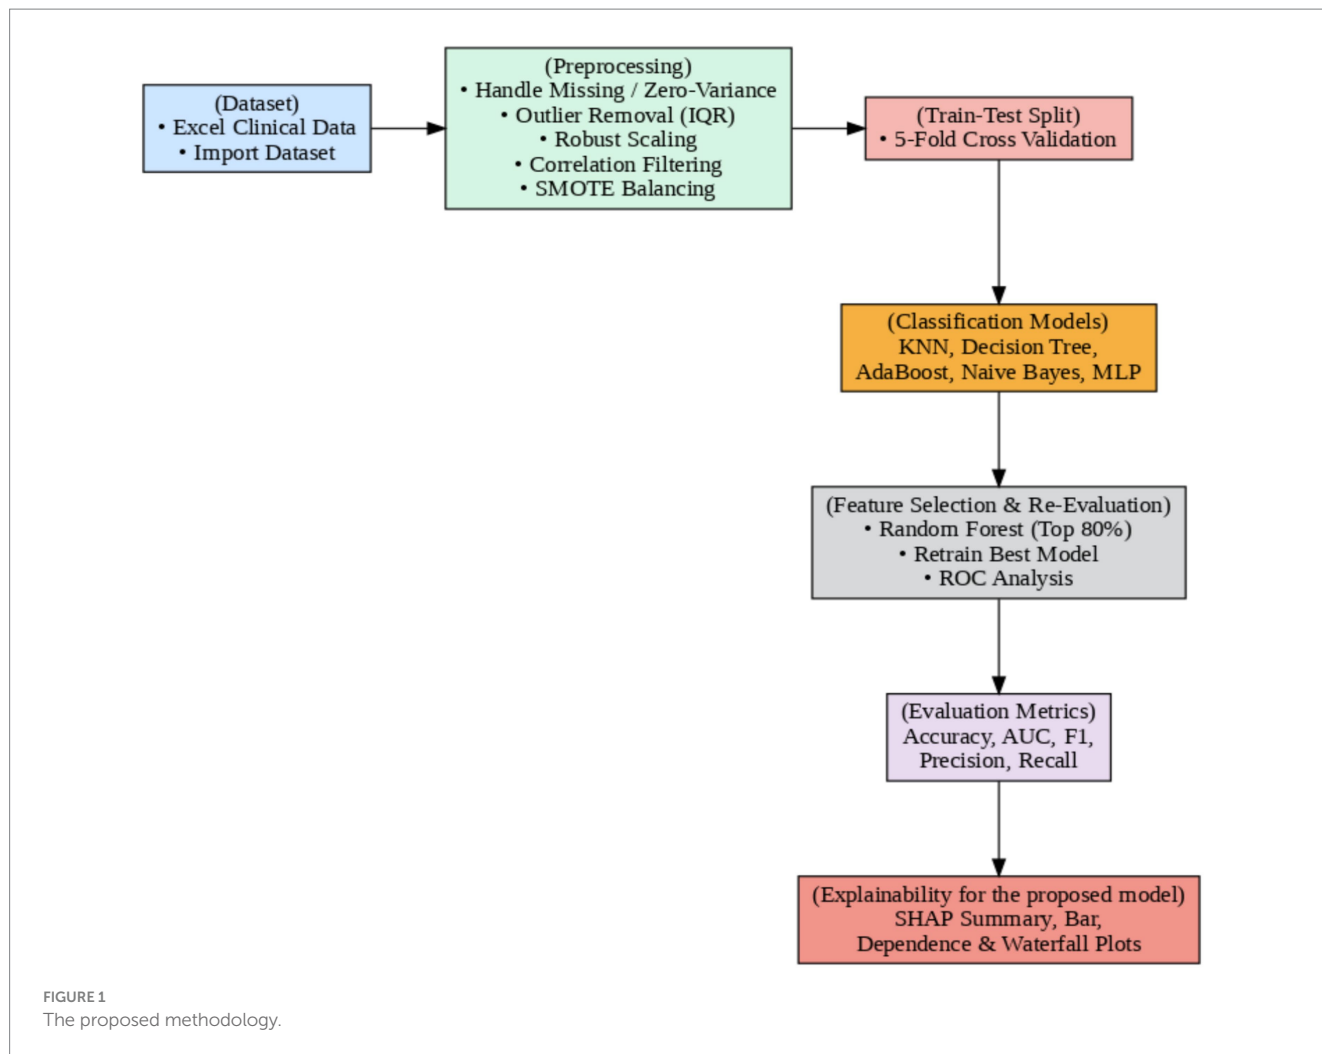 (Dataset)
• Excel Clinical Data
• Import Dataset
(Preprocessing)
• Handle Missing / Zero-Variance
• Outlier Removal (IQR)
• Robust Scaling
• Correlation Filtering
• SMOTE Balancing
(Train-Test Split)
• 5-Fold Cross Validation
(Classification Models)
KNN, Decision Tree,
AdaBoost, Naive Bayes, MLP
(Feature Selection & Re-Evaluation)
• Random Forest (Top 80%)
• Retrain Best Model
• ROC Analysis
(Evaluation Metrics)
Accuracy, AUC, F1,
Precision, Recall
(Explainability for the proposed model)
SHAP Summary, Bar,
Dependence & Waterfall Plots
FIGURE 1
The proposed methodology.